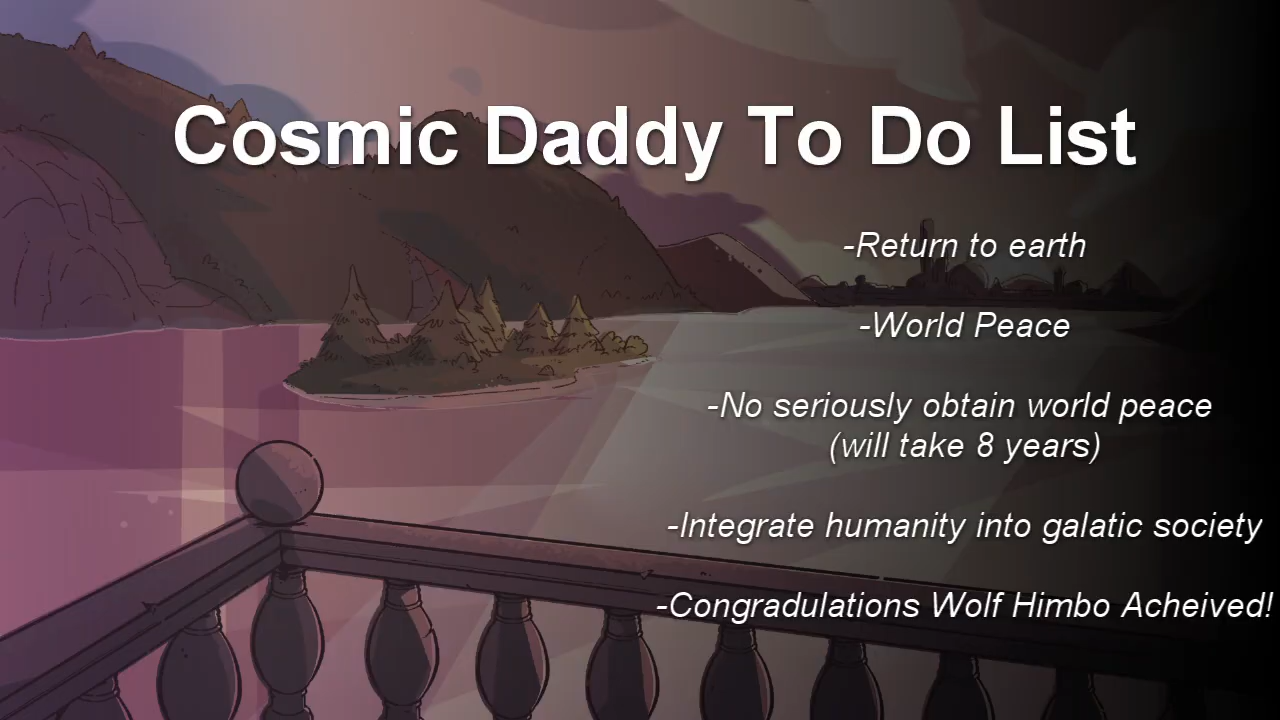 Cosmic Daddy To Do List
-Return to earth
-World Peace
-No seriously obtain world peace
(will take 8 years)
-Integrate humanity into galatic society
-Congradulations Wolf Himbo Acheived!